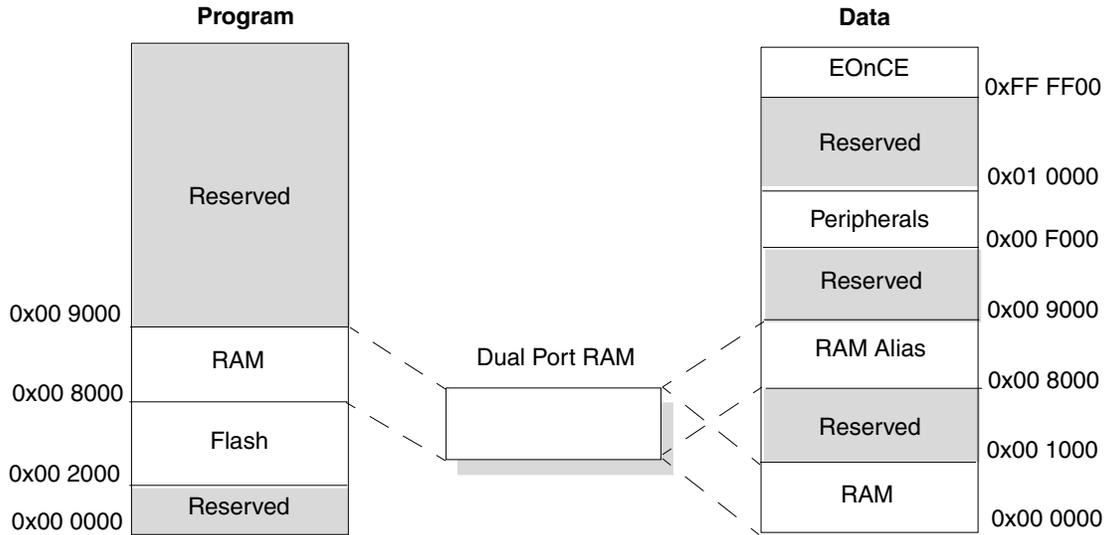 Program
Reserved
0x00 9000
RAM
0x00 8000
Flash
0x00 2000
Reserved
0x00 0000
Dual Port RAM
Data
EOnCE
0xFF FF00
Reserved
0x01 0000
Peripherals
0x00 F000
Reserved
0x00 9000
RAM Alias
0x00 8000
Reserved
0x00 1000
RAM
0x00 0000